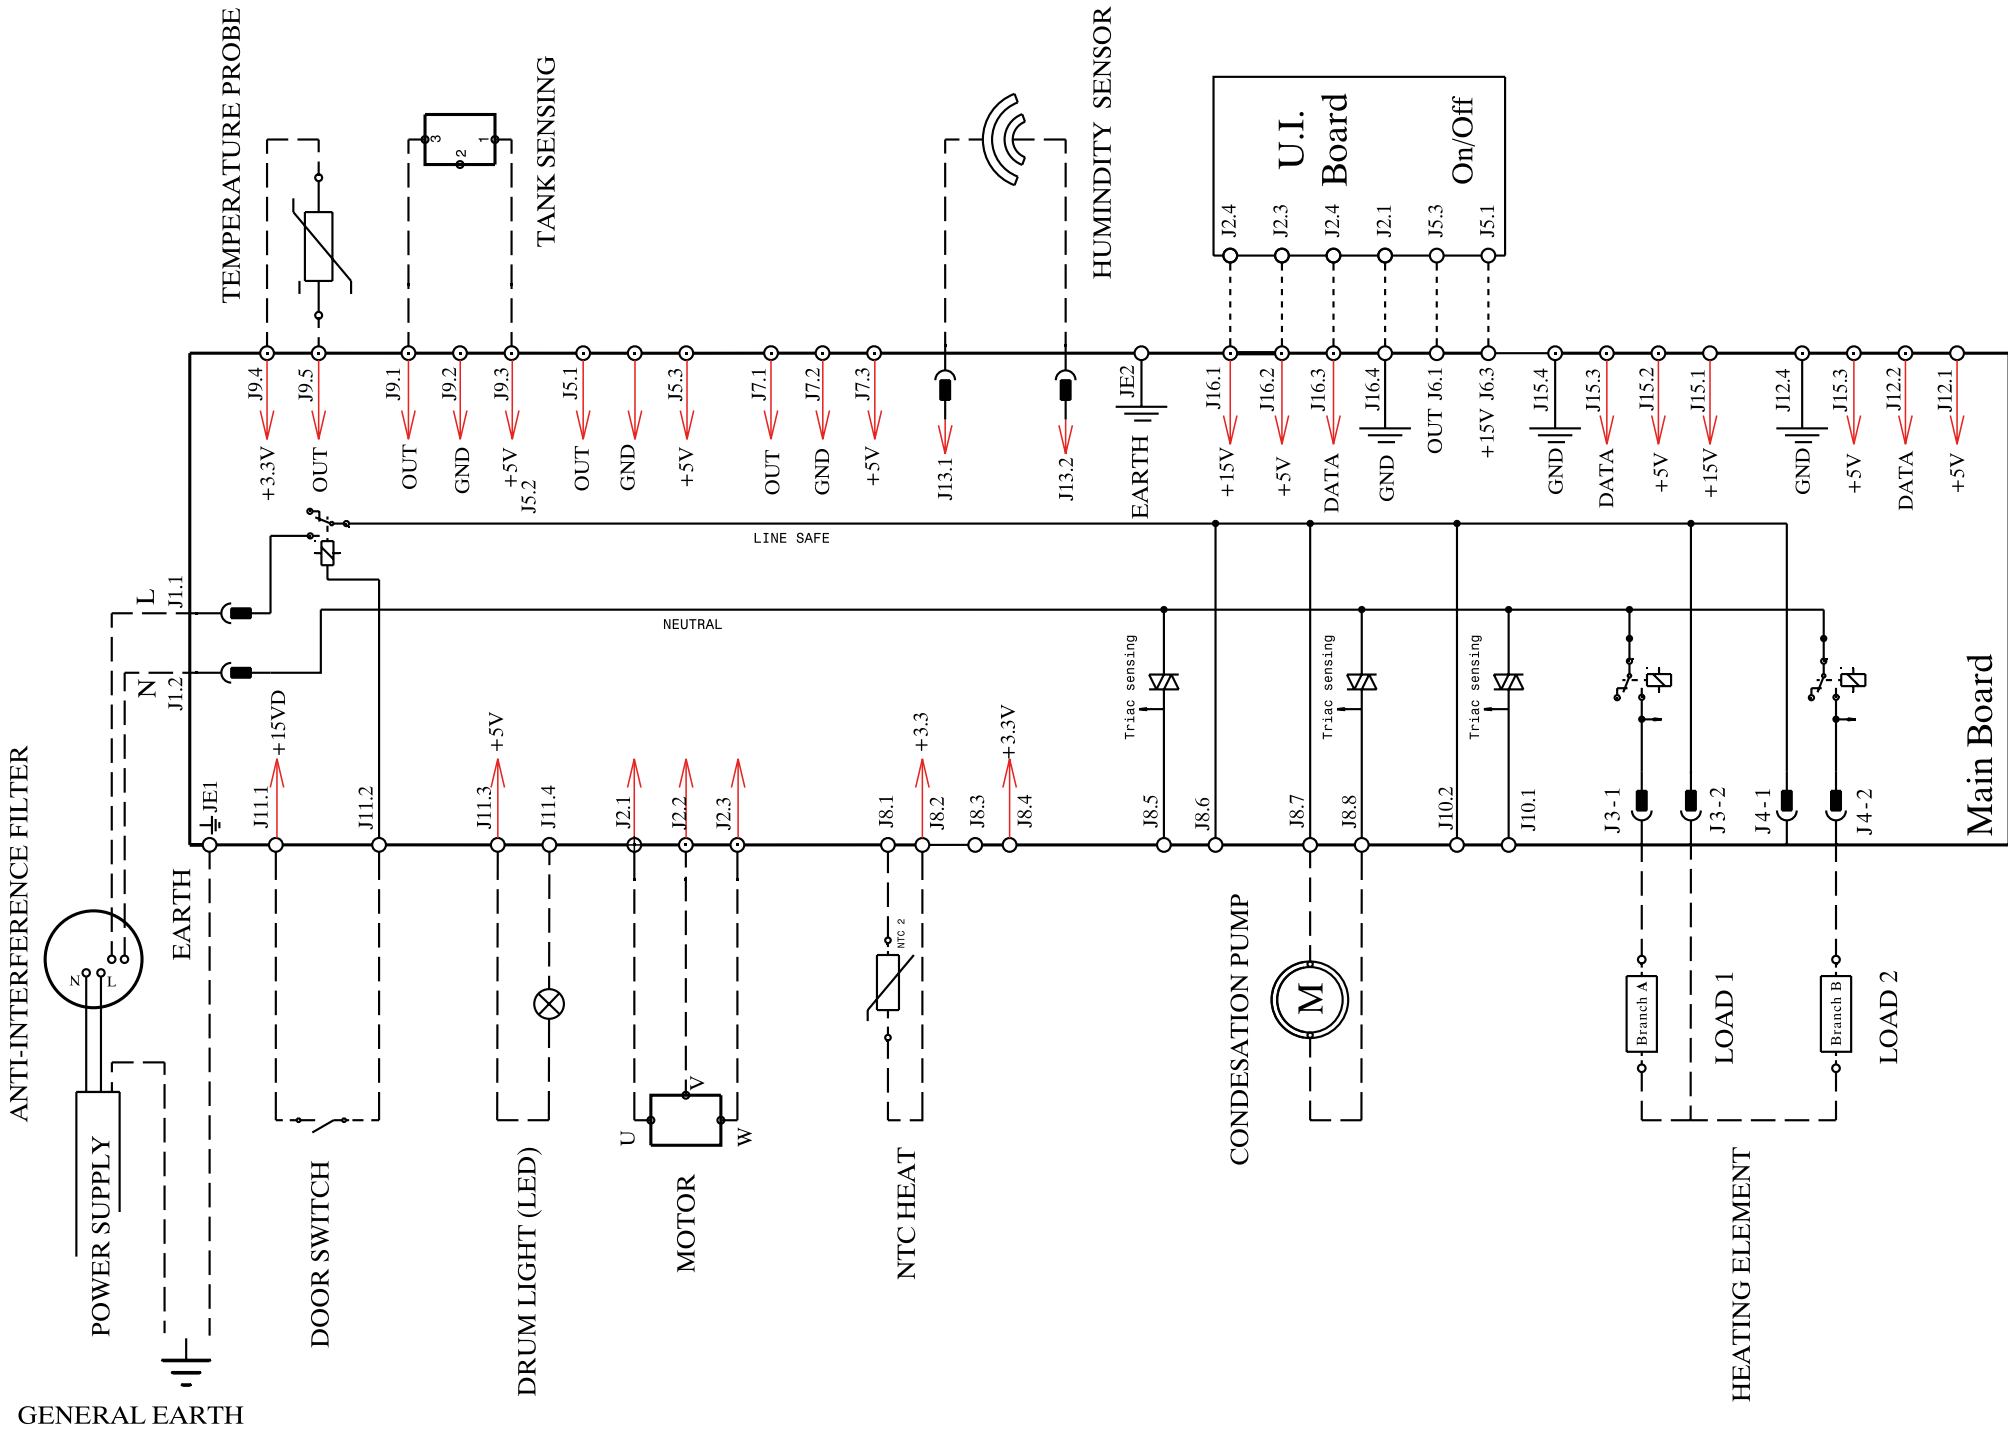 TEMPERATURE PROBE
TANK SENSING
HUMINDITY SENSOR
U.I.
Board
On/Off
J2.4
J2.3
J2.4
J2.1
J5.3
J5.1
J9.4
J9.5
J9.1
J9.2
J9.3
J5.1
J5.3
J7.1
J7.2
J7.3
JE2
J16.1
J16.2
J16.3
J16.4
J6.1
J6.3
J15.4
J15.3
J15.2
J15.1
J12.4
J15.3
J12.2
J12.1
+3.3V
OUT
OUT
GND
+5V
J5.2
OUT
GND
+5V
OUT
GND
+5V
J13.1
J13.2
EARTH
+15V
+5V
DATA
GND
OUT
+15V
GND
DATA
+5V
+15V
GND
+5V
DATA
+5V
3
2
1
LINE SAFE
NEUTRAL
L
J1.1
N
J1.2
Triac sensing
Triac sensing
Triac sensing
Main Board
+15VD
+5V
+3.3
+3.3V
JE1
J11.1
J11.2
J11.3
J11.4
J2.1
J2.2
J2.3
J8.1
J8.2
J8.3
J8.4
J8.5
J8.6
J8.7
J8.8
J10.2
J10.1
J3-1
J3-2
J4-1
J4-2
ANTI-INTERFERENCE FILTER
N
L
EARTH
POWER SUPPLY
GENERAL EARTH
DOOR SWITCH
DRUM LIGHT (LED)
U
V
W
MOTOR
NTC 2
NTC HEAT
M
CONDESATION PUMP
Branch A
LOAD 1
Branch B
LOAD 2
HEATING ELEMENT